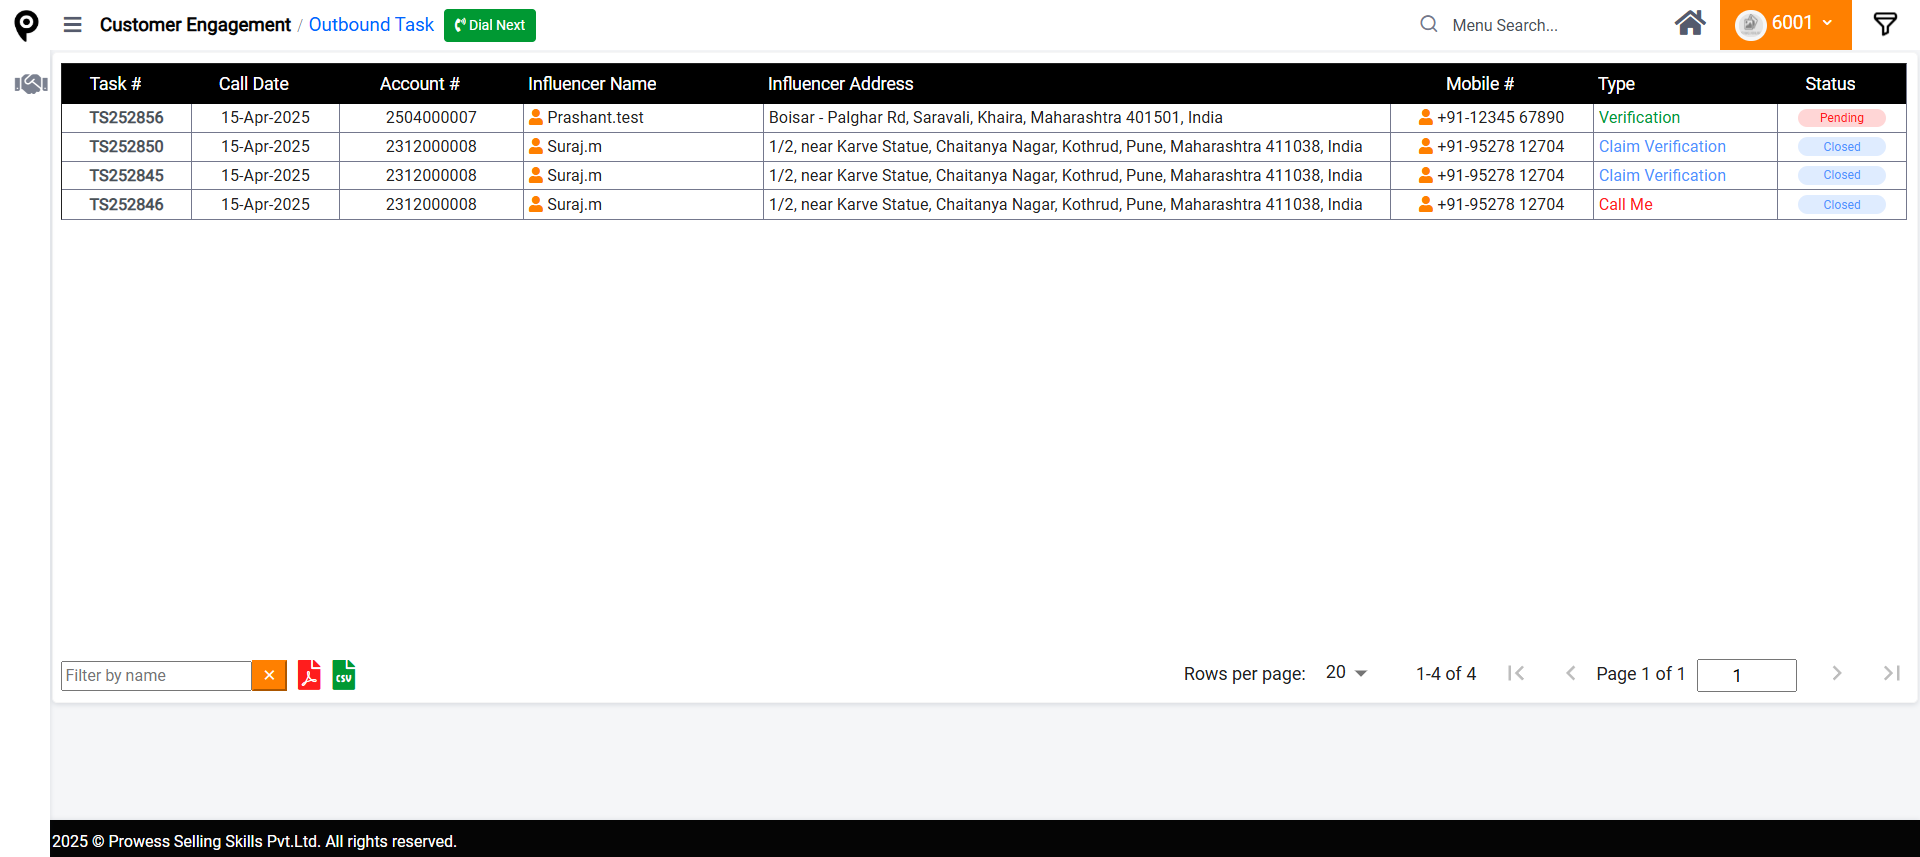 Customer Engagement / Outbound Task Dial Next Menu Search... 6001
Task # Call Date Account # Influencer Name Influencer Address Mobile # Type Status
TS252856 15-Apr-2025 2504000007 Prashant.test Boisar - Palghar Rd, Saravali, Khaira, Maharashtra 401501, India +91-12345 67890 Verification Pending
TS252850 15-Apr-2025 2312000008 Suraj.m 1/2, near Karve Statue, Chaitanya Nagar, Kothrud, Pune, Maharashtra 411038, India +91-95278 12704 Claim Verification Closed
TS252845 15-Apr-2025 2312000008 Suraj.m 1/2, near Karve Statue, Chaitanya Nagar, Kothrud, Pune, Maharashtra 411038, India +91-95278 12704 Claim Verification Closed
TS252846 15-Apr-2025 2312000008 Suraj.m 1/2, near Karve Statue, Chaitanya Nagar, Kothrud, Pune, Maharashtra 411038, India +91-95278 12704 Call Me Closed
Filter by name × CSV Rows per page: 20 1-4 of 4 Page 1 of 1 1
2025 © Prowess Selling Skills Pvt.Ltd. All rights reserved.